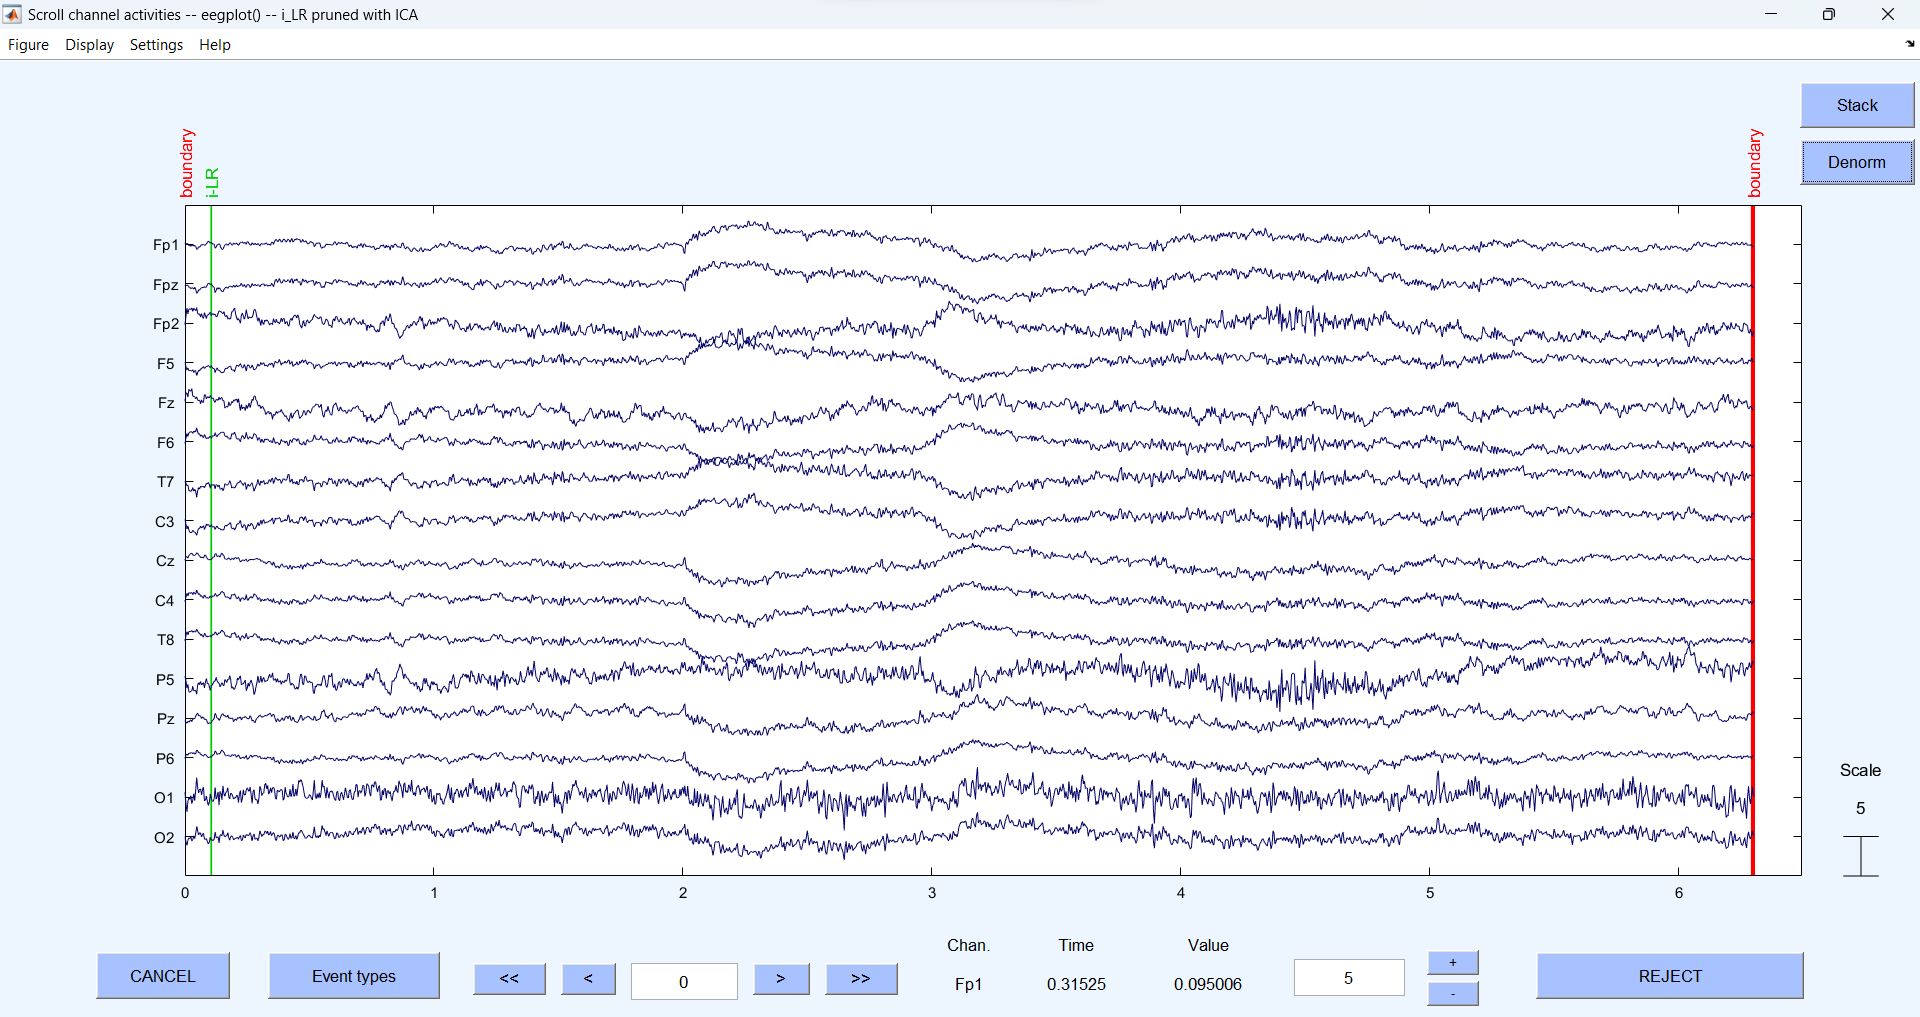 Scroll channel activities -- eegplot() -- i_LR pruned with ICA
Figure Display Settings Help
Stack
Denorm
boundary
i-LR
boundary
Fp1
Fpz
Fp2
F5
Fz
F6
T7
C3
Cz
C4
T8
P5
Pz
P6
O1
O2
0 1 2 3 4 5 6
Scale
5
Chan. Time Value
Fp1 0.31525 0.095006
CANCEL Event types << < 0 > >> 5 + - REJECT